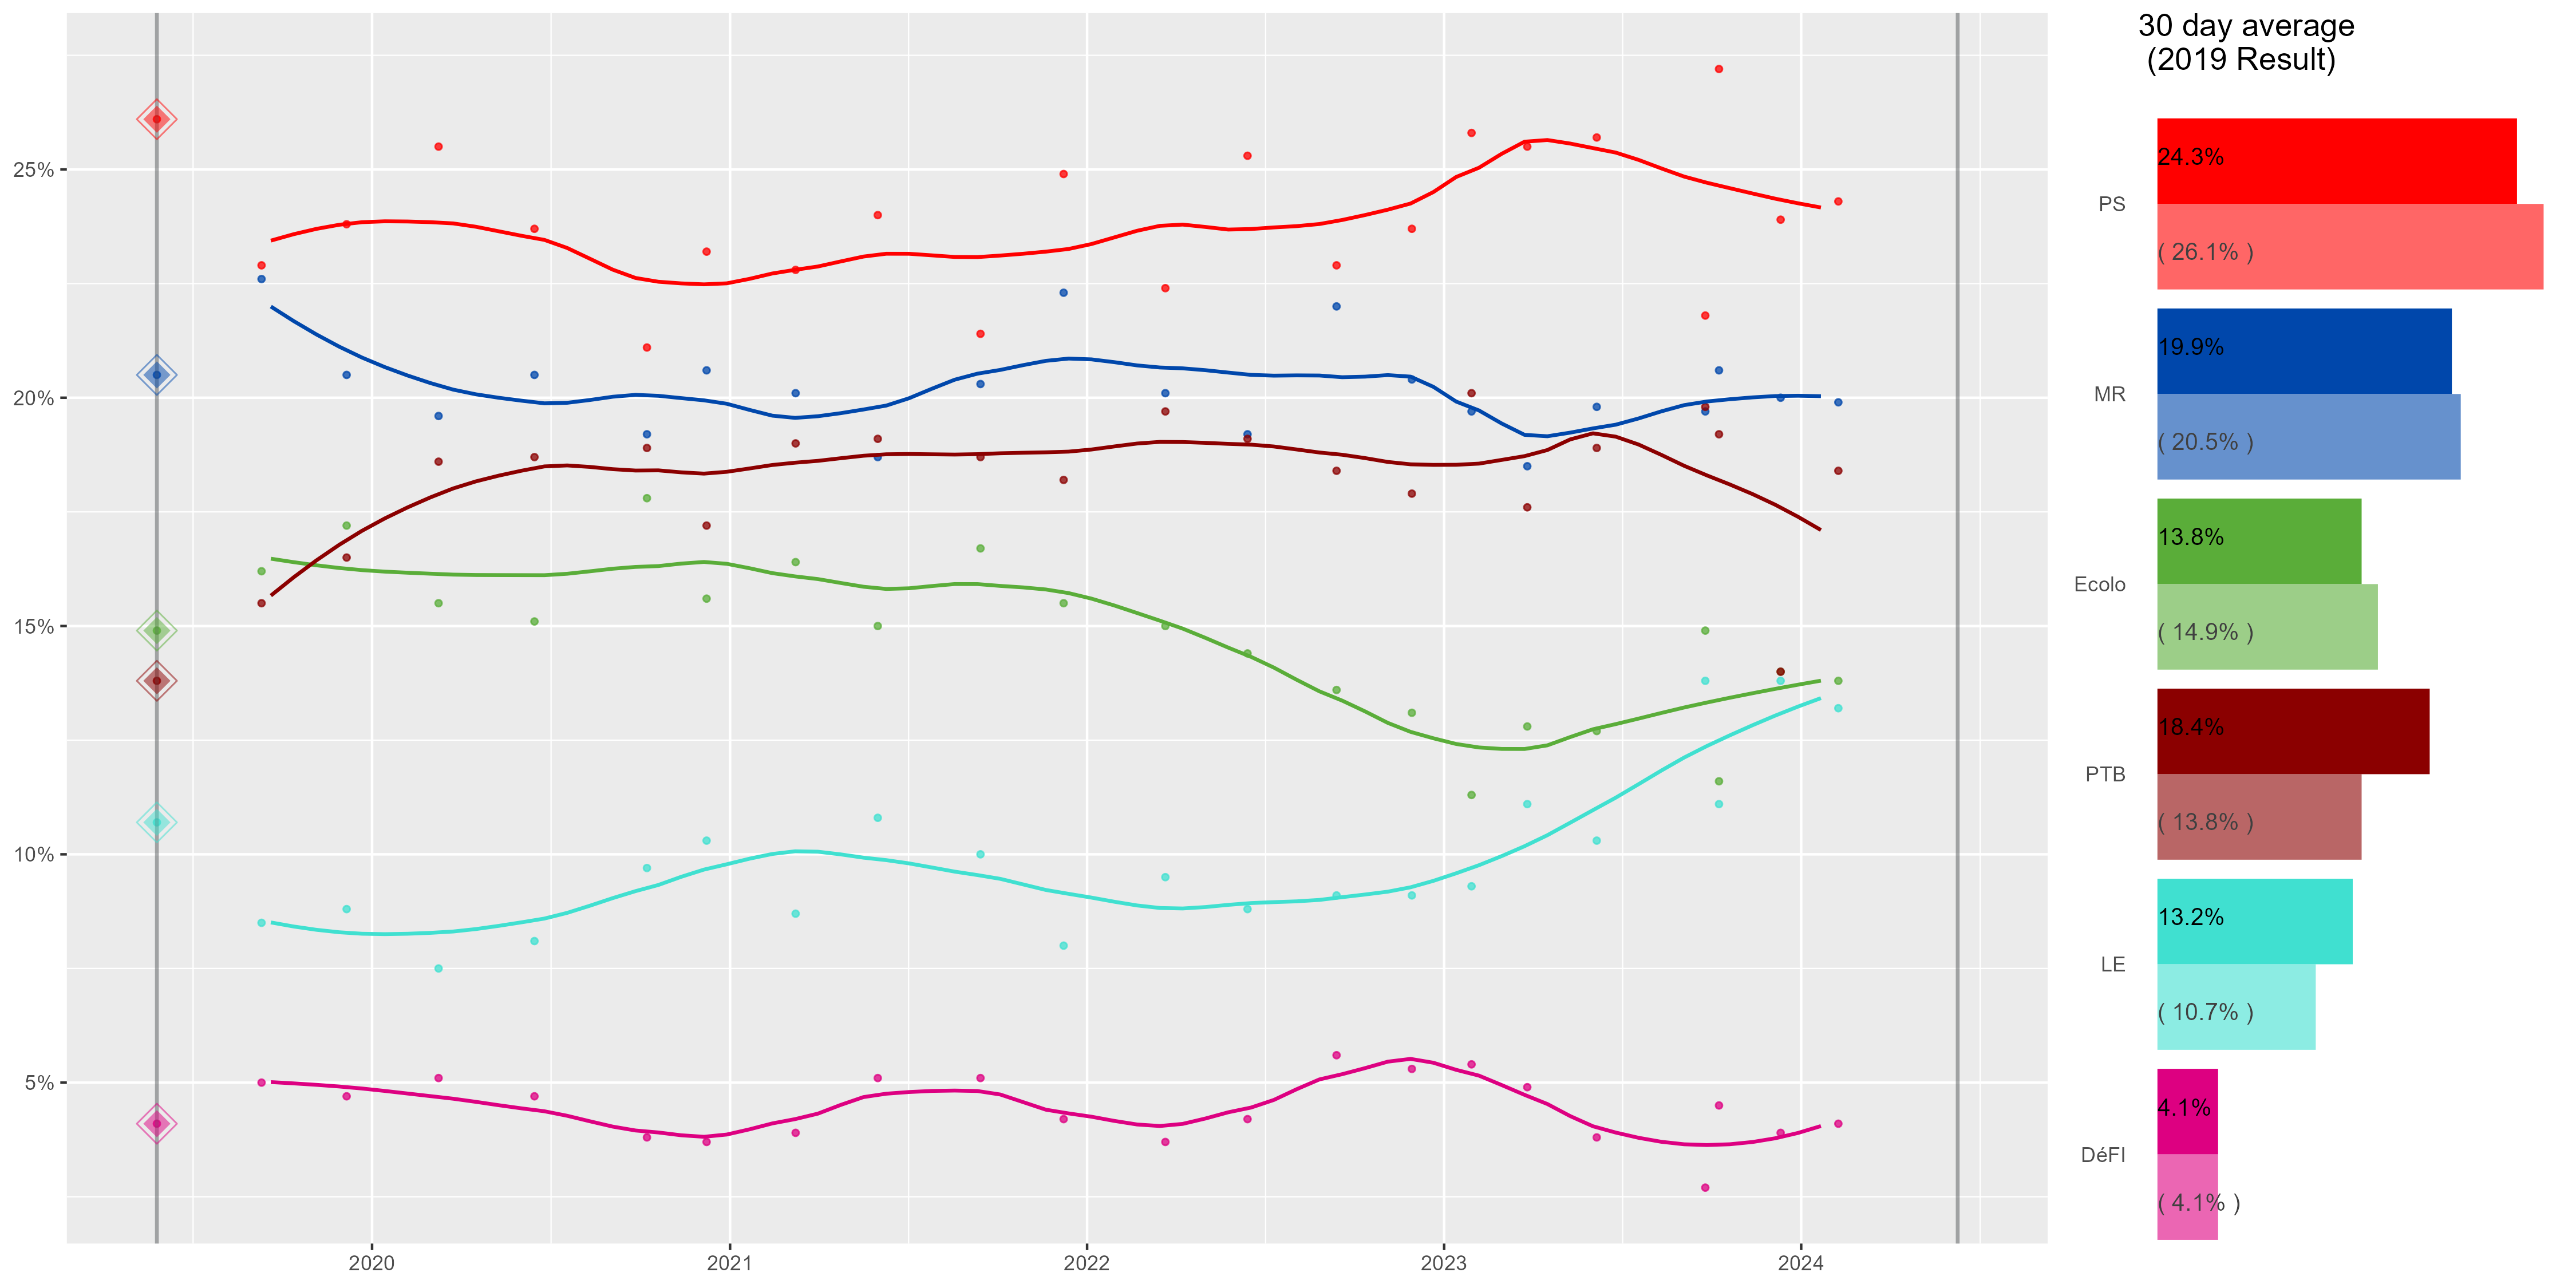 25%
20%
15%
10%
5%
2020
2021
2022
2023
2024
30 day average
(2019 Result)
PS
24.3%
( 26.1% )
MR
19.9%
( 20.5% )
Ecolo
13.8%
( 14.9% )
PTB
18.4%
( 13.8% )
LE
13.2%
( 10.7% )
DéFI
4.1%
( 4.1% )